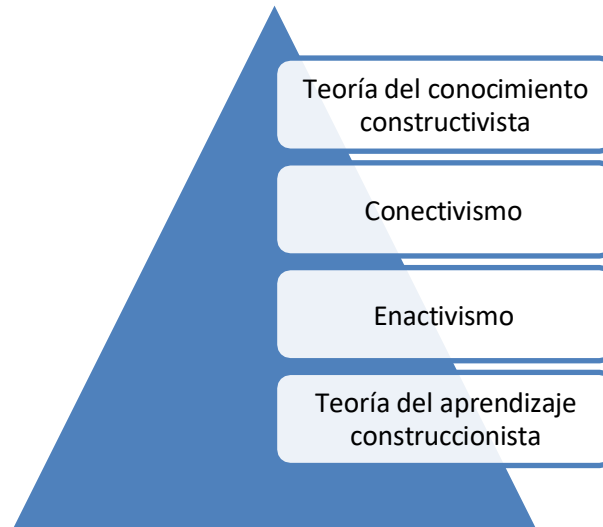 Teoría del conocimiento
constructivista
Conectivismo
Enactivismo
Teoría del aprendizaje
construccionista